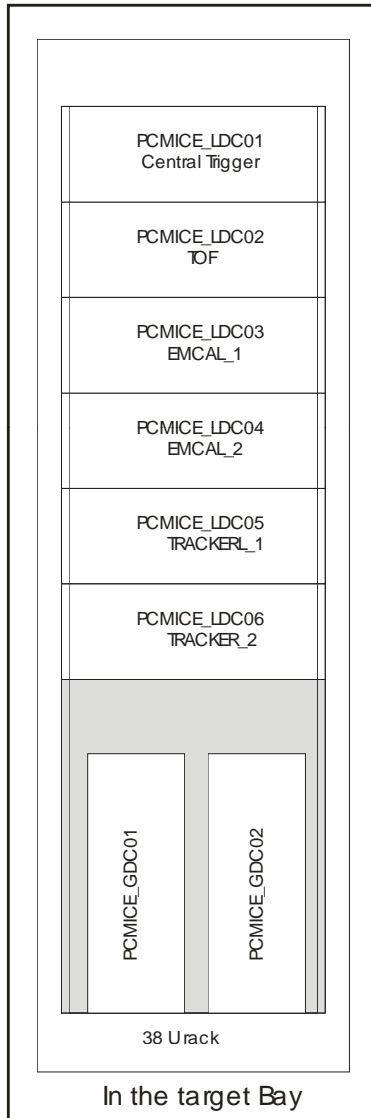 PCMICE_LDC01
Central Trigger
PCMICE_LDC02
TOF
PCMICE_LDC03
EMCAL_1
PCMICE_LDC04
EMCAL_2
PCMICE_LDC05
TRACKERL_1
PCMICE_LDC06
TRACKER_2
PCMICE_GDC01
PCMICE_GDC02
38 U rack
In the target Bay